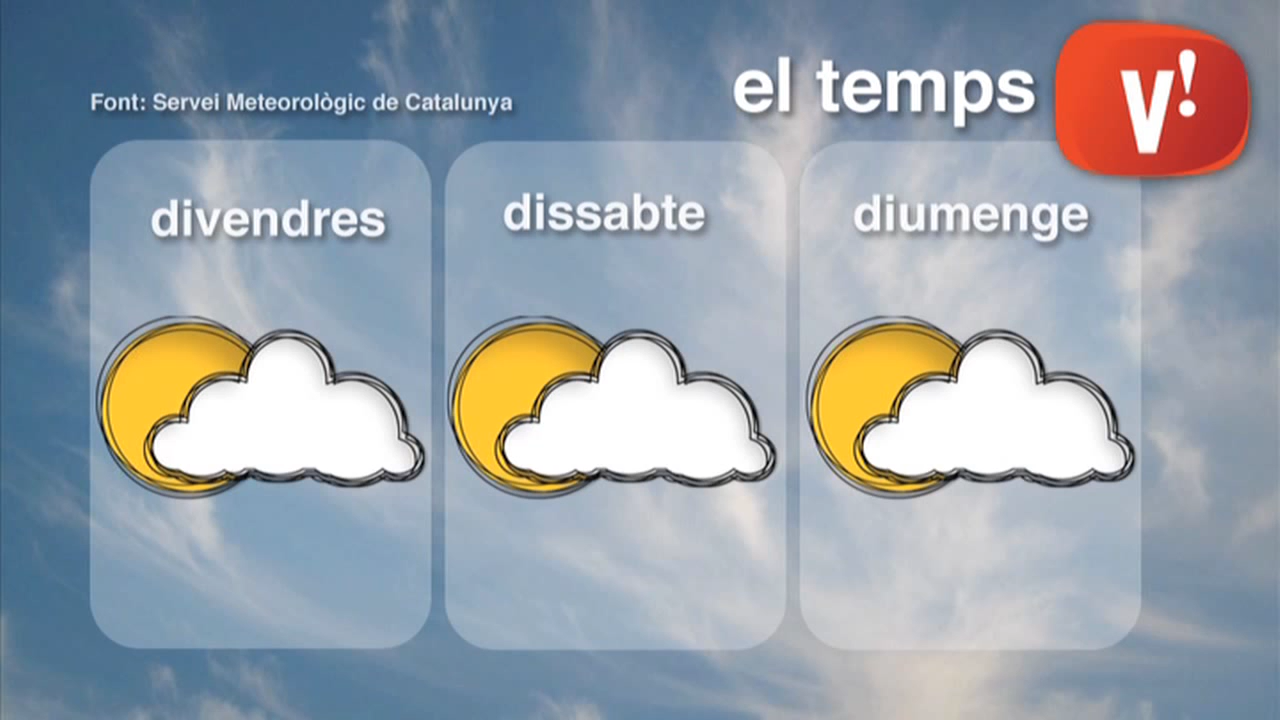 el temps
V!
Font: Servei Meteorològic de Catalunya
divendres
dissabte
diumenge